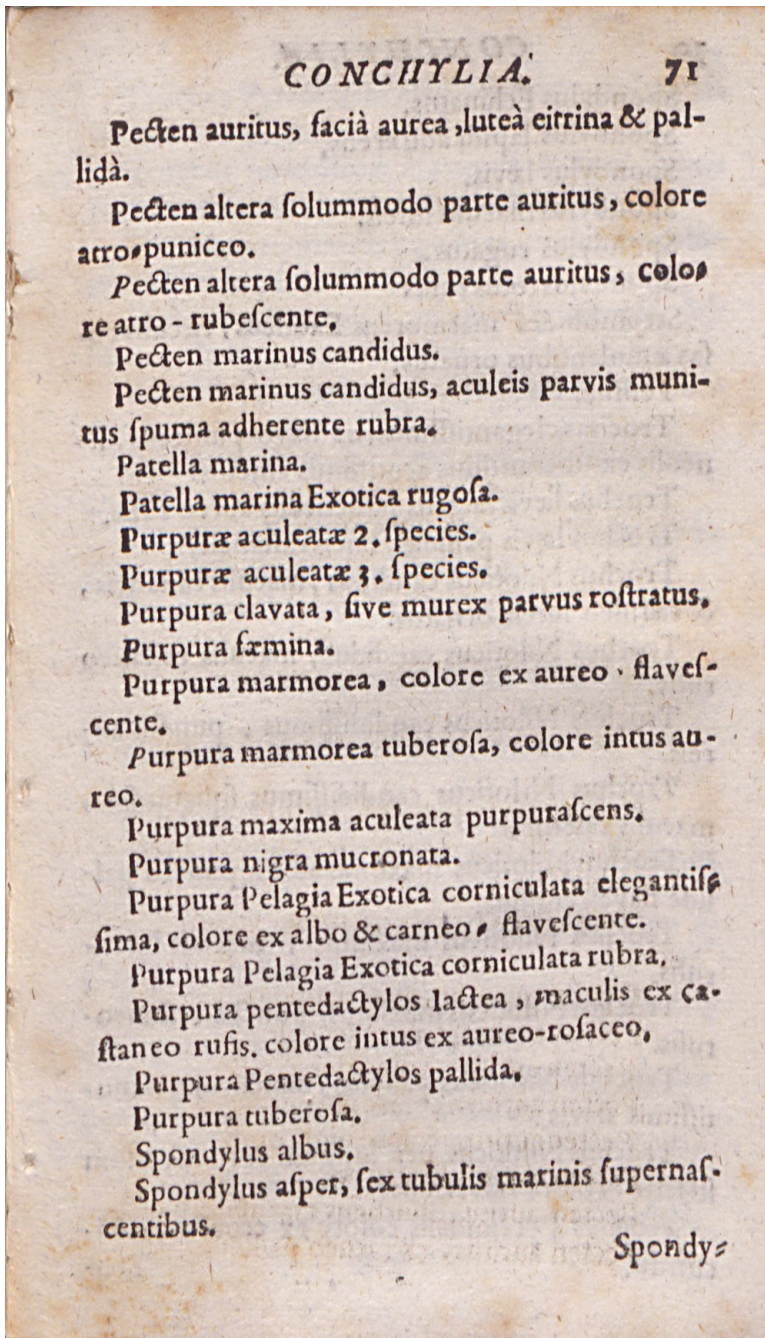 CONCHYLIA. 71
Pecten auritus, facià aurea, luteà eitrina & pal-
lidà.
Pecten altera ſolummodo parte auritus, colore
atro-puniceo.
Pecten altera ſolummodo parte auritus, colo-
re atro-rubeſcente.
Pecten marinus candidus.
Pecten marinus candidus, aculeis parvis muni-
tus ſpuma adherente rubra.
Patella marina.
Patella marina Exotica rugoſa.
Purpuræ aculeatæ 2. ſpecies.
Purpuræ aculeatæ 3. ſpecies.
Purpura clavata, ſive murex parvus roſtratus.
Purpura fæmina.
Purpura marmorea, colore ex aureo-flaveſ-
cente.
Purpura marmorea tuberoſa, colore intus au-
reo.
Purpura maxima aculeata purpuraſcens.
Purpura nigra mucronata.
Purpura Pelagia Exotica corniculata elegantiſ-
ſima, colore ex albo & carneo-flaveſcente.
Purpura Pelagia Exotica corniculata rubra.
Purpura pentedactylos lactea, maculis ex ça-
ſtaneo rufis. colore intus ex aureo-roſaceo.
Purpura Pentedactylos pallida.
Purpura tuberoſa.
Spondylus albus.
Spondylus aſper, ſex tubulis marinis ſupernaſ-
centibus.
Spondy-